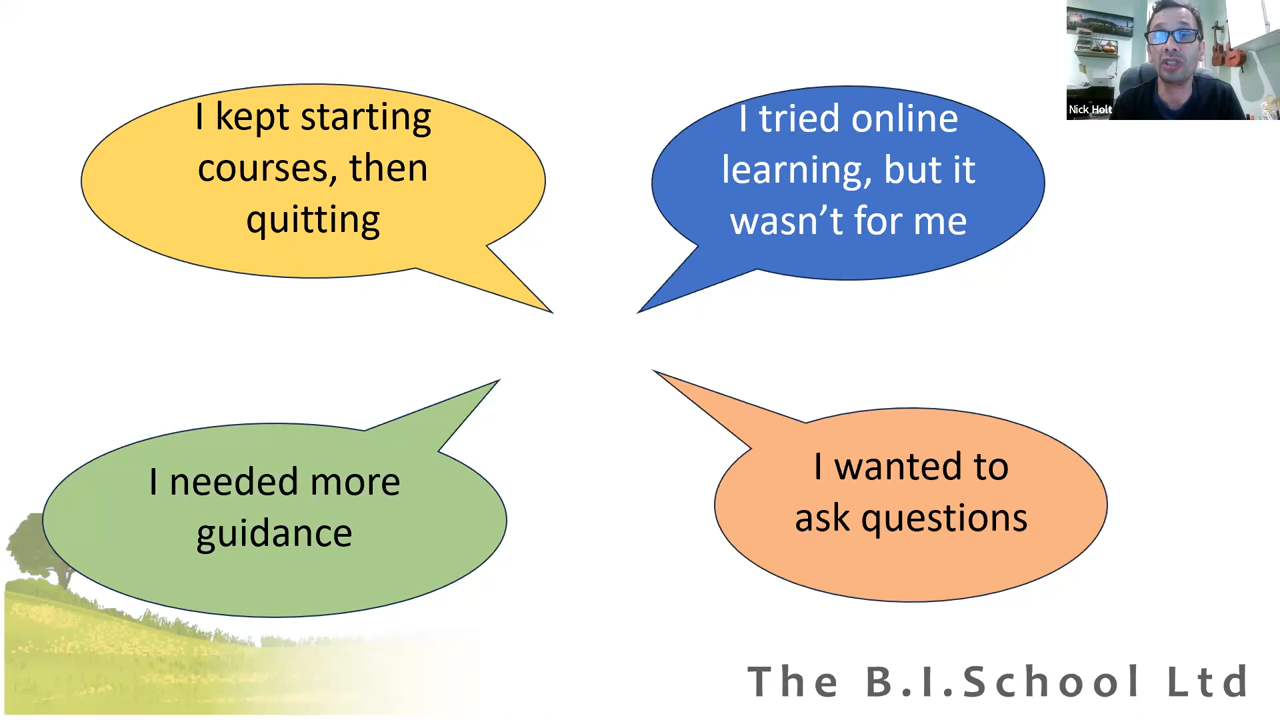 I kept starting
courses, then
quitting
I tried online
learning, but it
wasn't for me
Nick Holt
I needed more
guidance
I wanted to
ask questions
The B.I.School Ltd